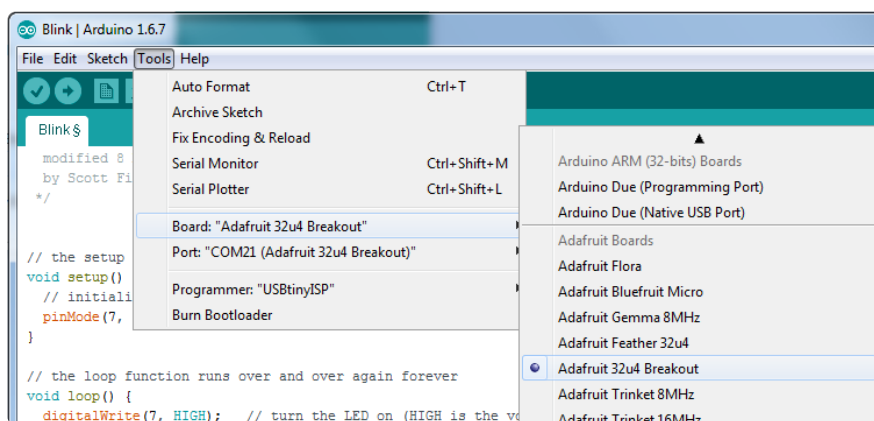 Blink | Arduino 1.6.7
File Edit Sketch Tools Help
Auto Format Ctrl+T
Archive Sketch
Fix Encoding & Reload
Serial Monitor Ctrl+Shift+M
Serial Plotter Ctrl+Shift+L
Board: "Adafruit 32u4 Breakout"
Port: "COM21 (Adafruit 32u4 Breakout)"
Programmer: "USBtinyISP"
Burn Bootloader
Arduino ARM (32-bits) Boards
Arduino Due (Programming Port)
Arduino Due (Native USB Port)
Adafruit Boards
Adafruit Flora
Adafruit Bluefruit Micro
Adafruit Gemma 8MHz
Adafruit Feather 32u4
Adafruit 32u4 Breakout
Adafruit Trinket 8MHz
Adafruit Trinket 16MHz
Blink §
modified 8
by Scott Fi
*/
// the setup
void setup()
// initiali
pinMode(7,
}
// the loop function runs over and over again forever
void loop() {
digitalWrite(7, HIGH); // turn the LED on (HIGH is the vo